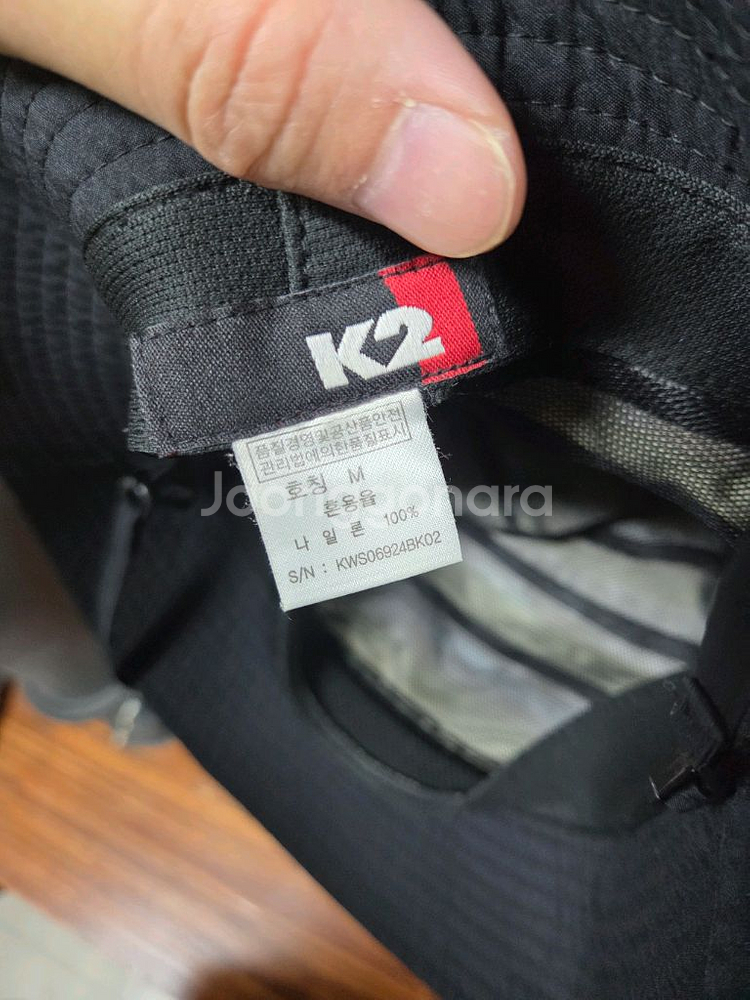 K2
품질경영및공산품안전
관리법에의한품질표시
호칭 M
혼용율
나 일 론 100%
S/N : KWS06924BK02
Joonggonara